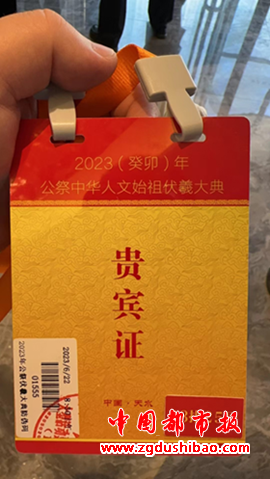 2023（癸卯）年
公祭中华人文始祖伏羲大典
贵宾证
2023/6/22
01555
2023年公祭伏羲大典
中国·天水
中国都市报
www.zgdushibao.com